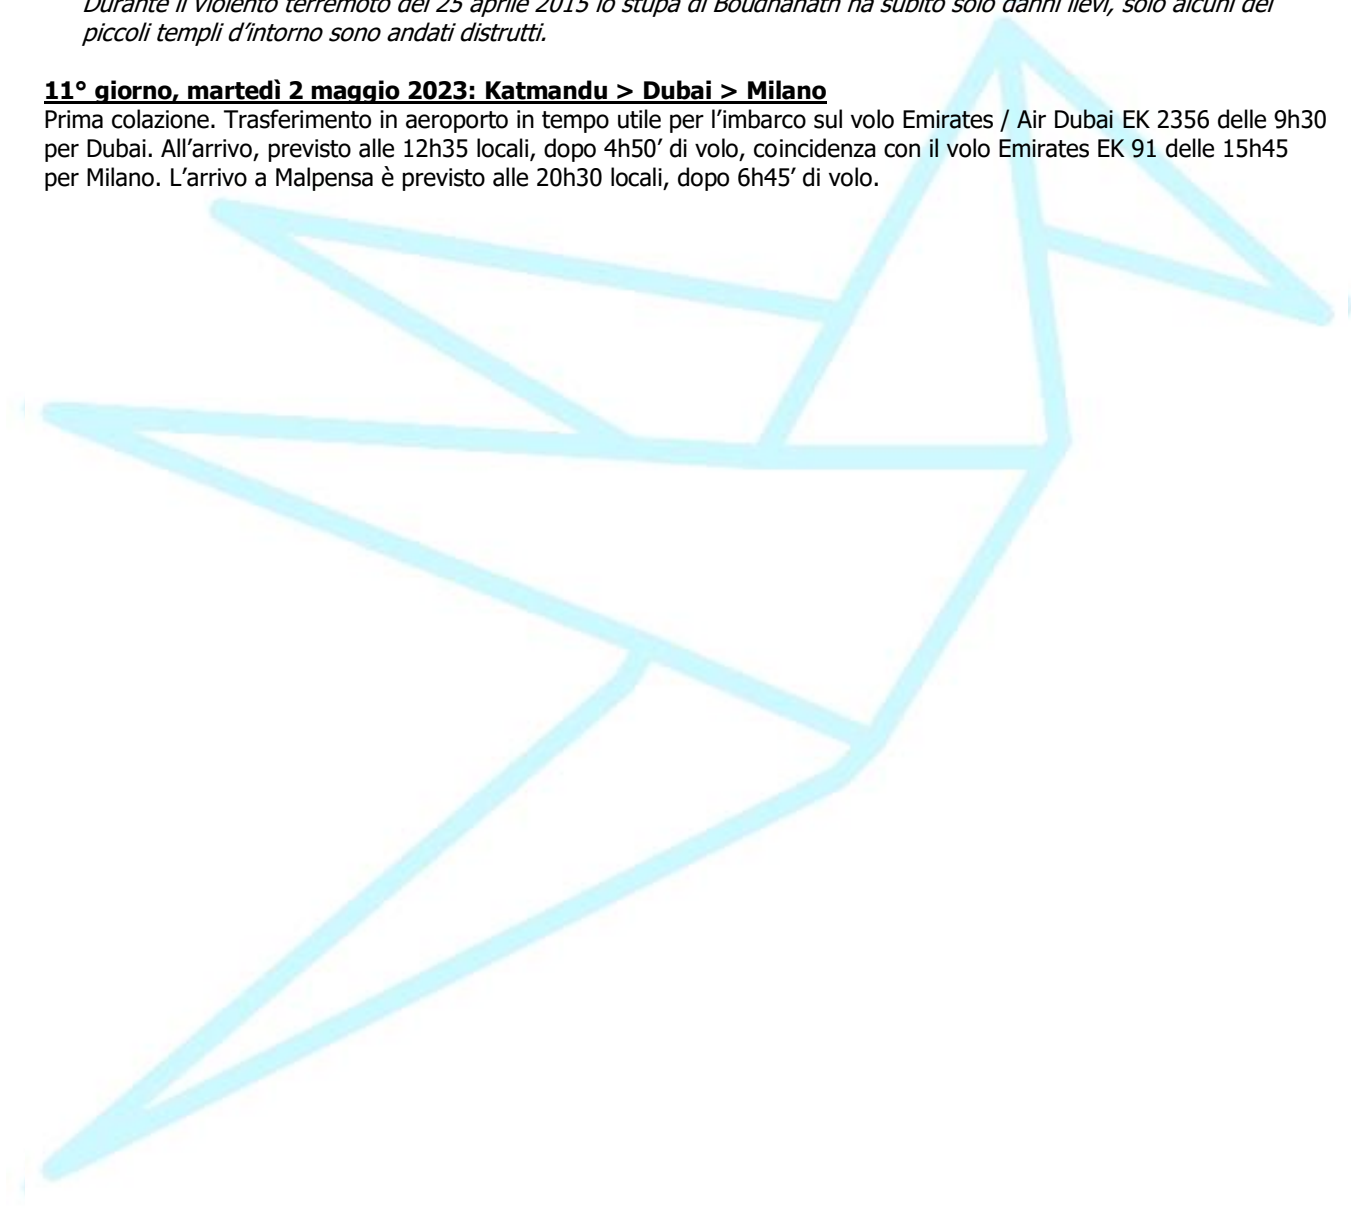 Durante il violento terremoto del 25 aprile 2015 lo stupa di Boudhanath ha subito solo danni lievi, solo alcuni dei
piccoli templi d’intorno sono andati distrutti.
11° giorno, martedì 2 maggio 2023: Katmandu > Dubai > Milano
Prima colazione. Trasferimento in aeroporto in tempo utile per l’imbarco sul volo Emirates / Air Dubai EK 2356 delle 9h30
per Dubai. All’arrivo, previsto alle 12h35 locali, dopo 4h50’ di volo, coincidenza con il volo Emirates EK 91 delle 15h45
per Milano. L’arrivo a Malpensa è previsto alle 20h30 locali, dopo 6h45’ di volo.